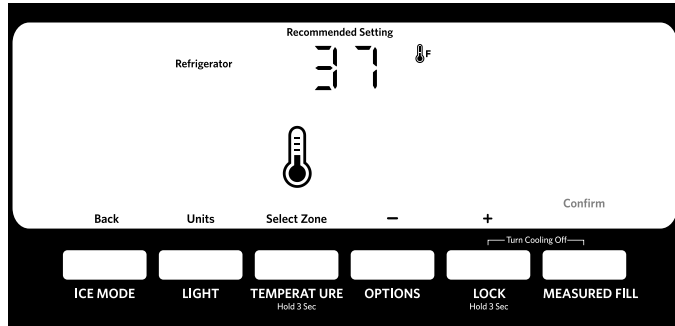 Recommended Setting
Refrigerator 37 F
Confirm
Back Units Select Zone − +
Turn Cooling Off
ICE MODE LIGHT TEMPERAT URE OPTIONS LOCK MEASURED FILL
Hold 3 Sec Hold 3 Sec